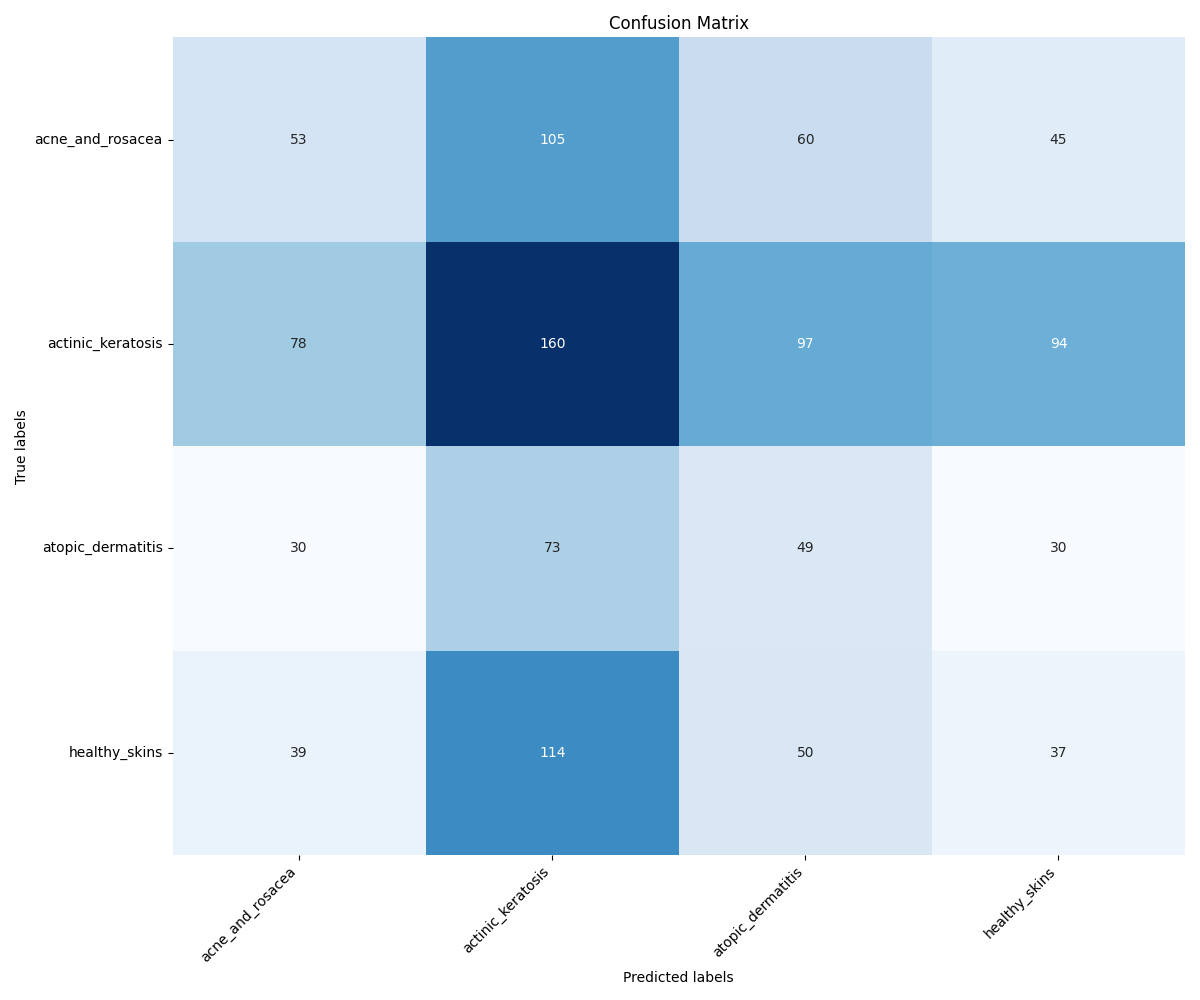 Confusion Matrix
True labels
acne_and_rosacea 53 105 60 45
actinic_keratosis 78 160 97 94
atopic_dermatitis 30 73 49 30
healthy_skins 39 114 50 37
acne_and_rosacea actinic_keratosis atopic_dermatitis healthy_skins
Predicted labels